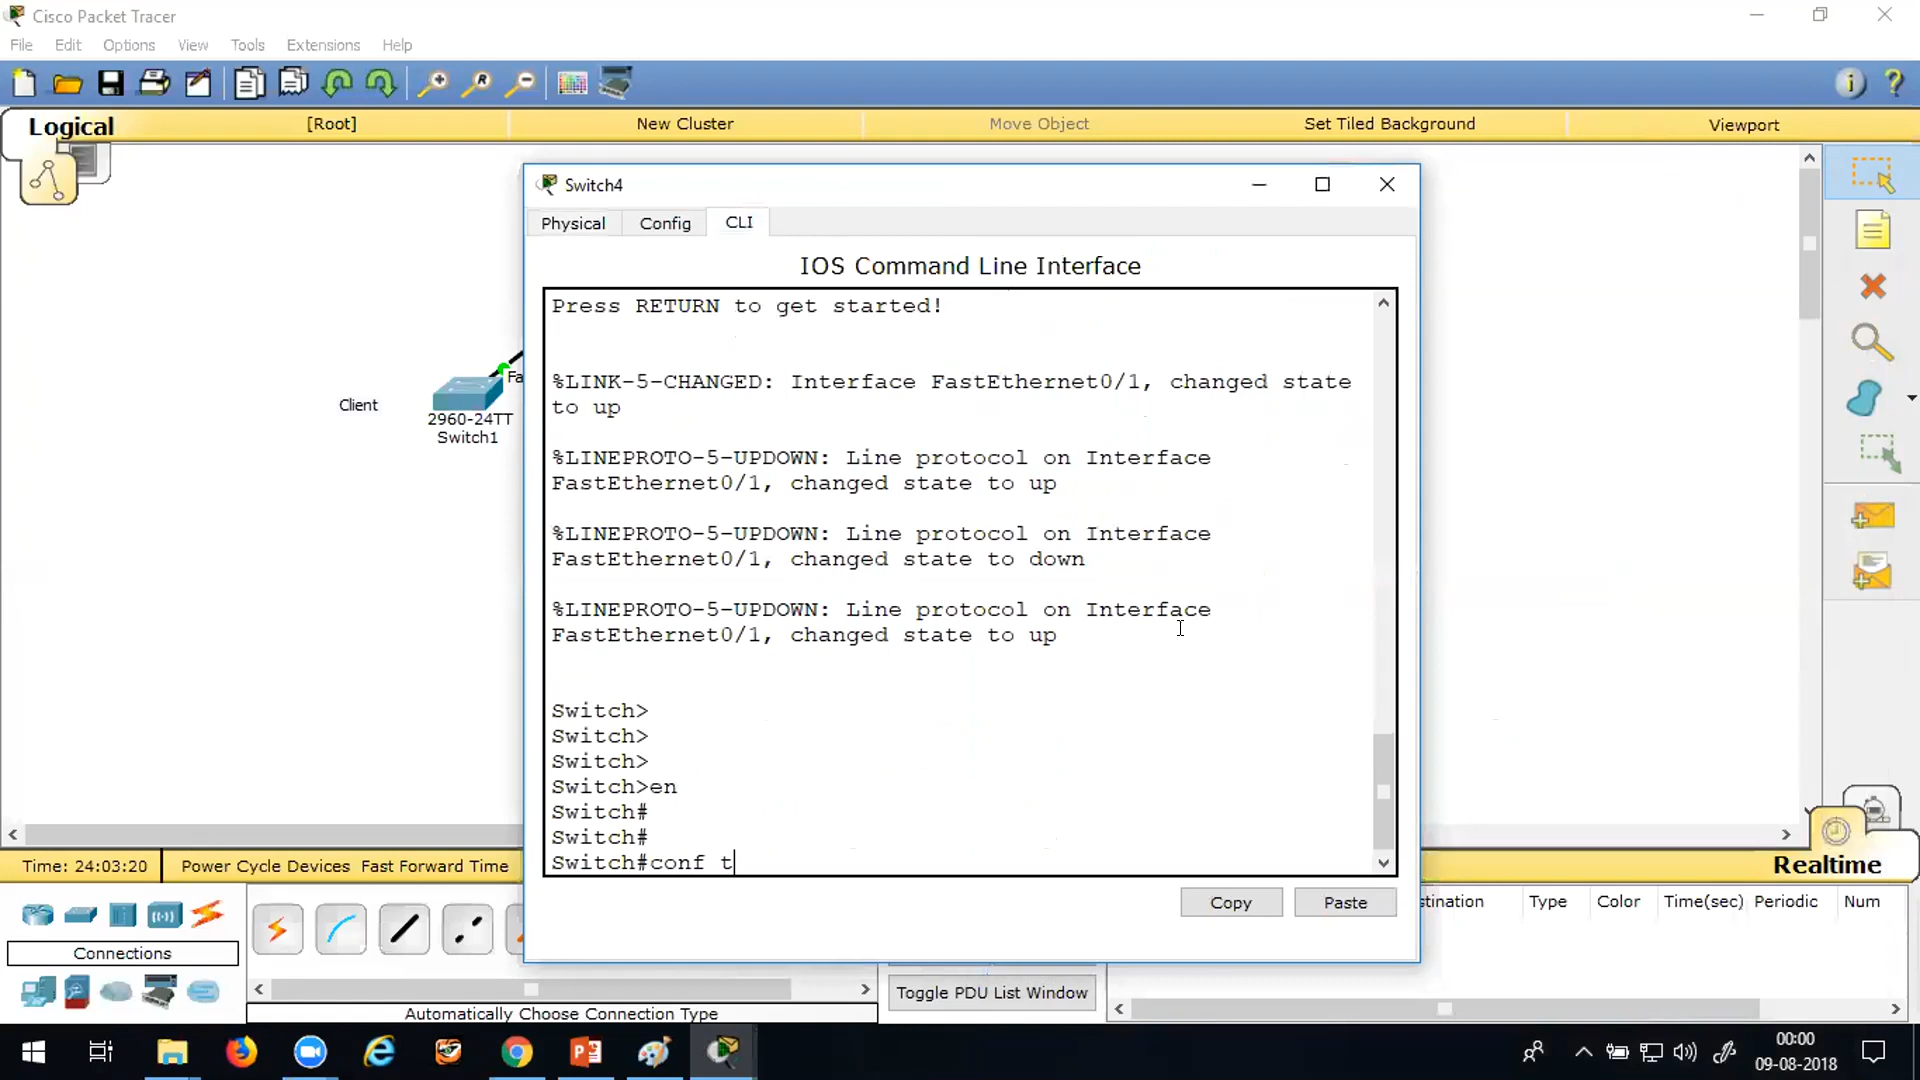 Cisco Packet Tracer
File Edit Options View Tools Extensions Help
Logical [Root] New Cluster Move Object Set Tiled Background Viewport
Switch4
Physical Config CLI
IOS Command Line Interface
Press RETURN to get started!
%LINK-5-CHANGED: Interface FastEthernet0/1, changed state
to up
%LINEPROTO-5-UPDOWN: Line protocol on Interface
FastEthernet0/1, changed state to up
%LINEPROTO-5-UPDOWN: Line protocol on Interface
FastEthernet0/1, changed state to down
%LINEPROTO-5-UPDOWN: Line protocol on Interface
FastEthernet0/1, changed state to up
Switch>
Switch>
Switch>
Switch>en
Switch#
Switch#
Switch#conf t
Copy Paste
Fa
Client
2960-24TT
Switch1
Time: 24:03:20 Power Cycle Devices Fast Forward Time Realtime
stination Type Color Time(sec) Periodic Num
Connections
Toggle PDU List Window
Automatically Choose Connection Type
00:00
09-08-2018